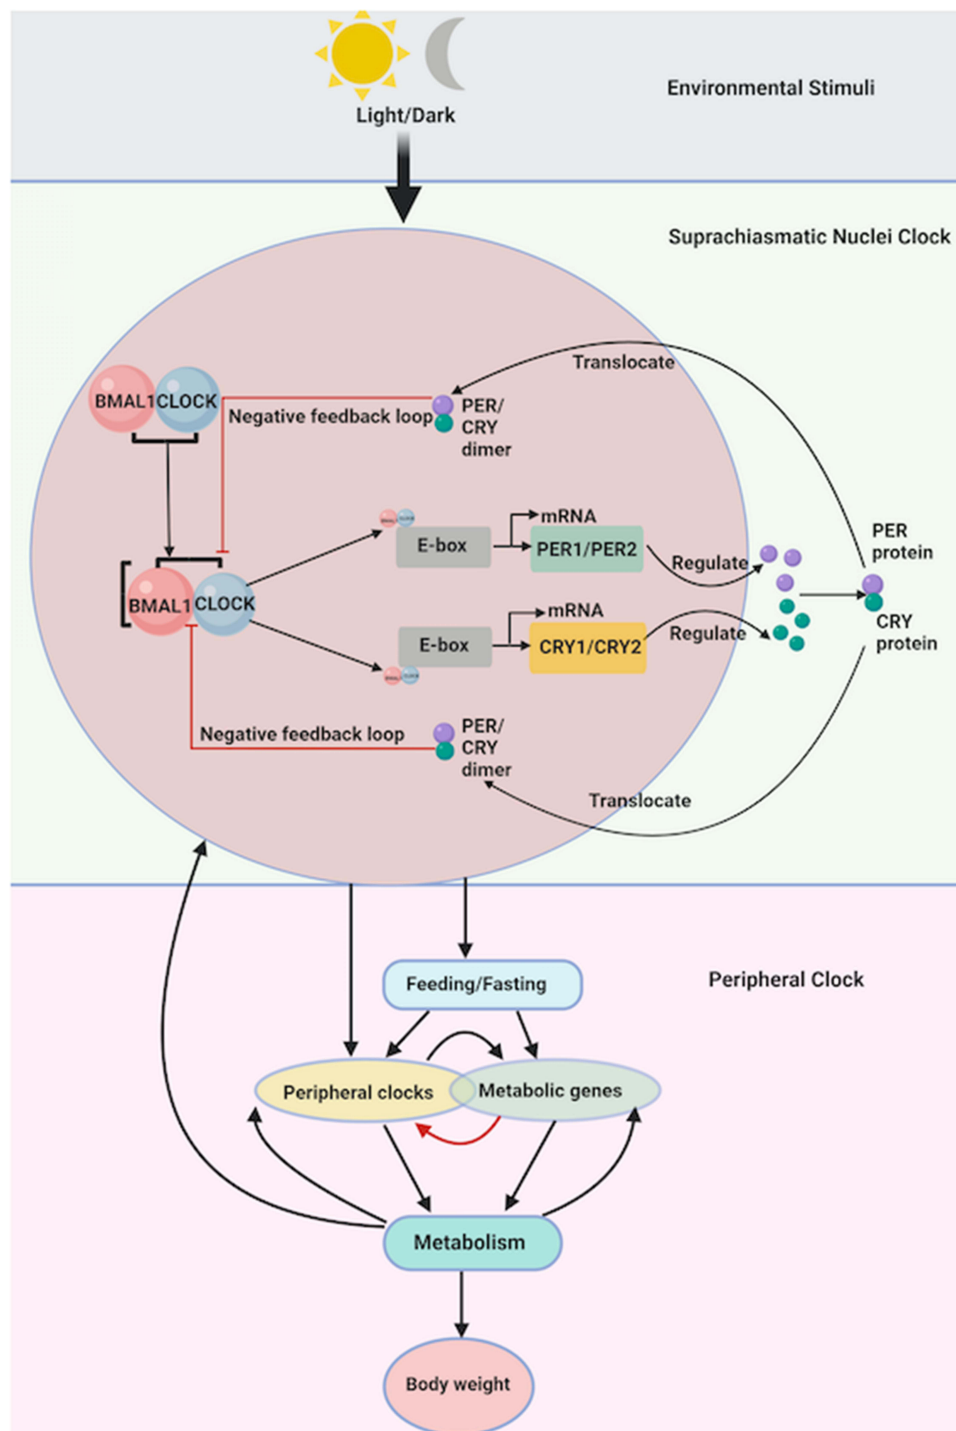 Environmental Stimuli
Light/Dark
Suprachiasmatic Nuclei Clock
Translocate
BMAL1
CLOCK
Negative feedback loop
PER/
CRY
dimer
mRNA
E-box
PER1/PER2
Regulate
PER
protein
BMAL1
CLOCK
mRNA
E-box
CRY1/CRY2
Regulate
CRY
protein
Negative feedback loop
PER/
CRY
dimer
Translocate
Feeding/Fasting
Peripheral Clock
Peripheral clocks
Metabolic genes
Metabolism
Body weight